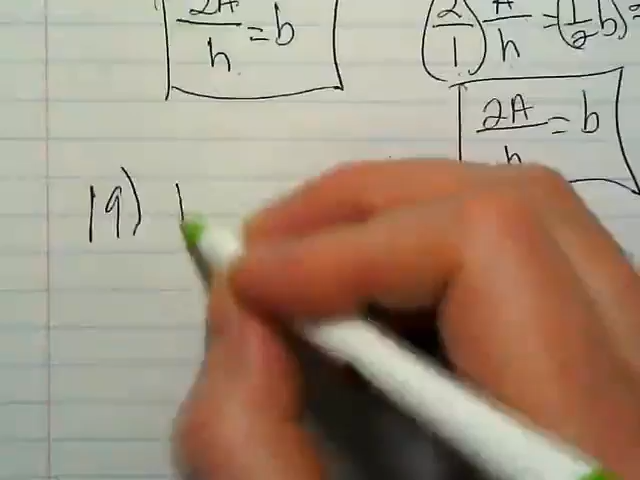 2A/h = b
(2/1) A/h = (1/2 b)
2A/h = b
19)